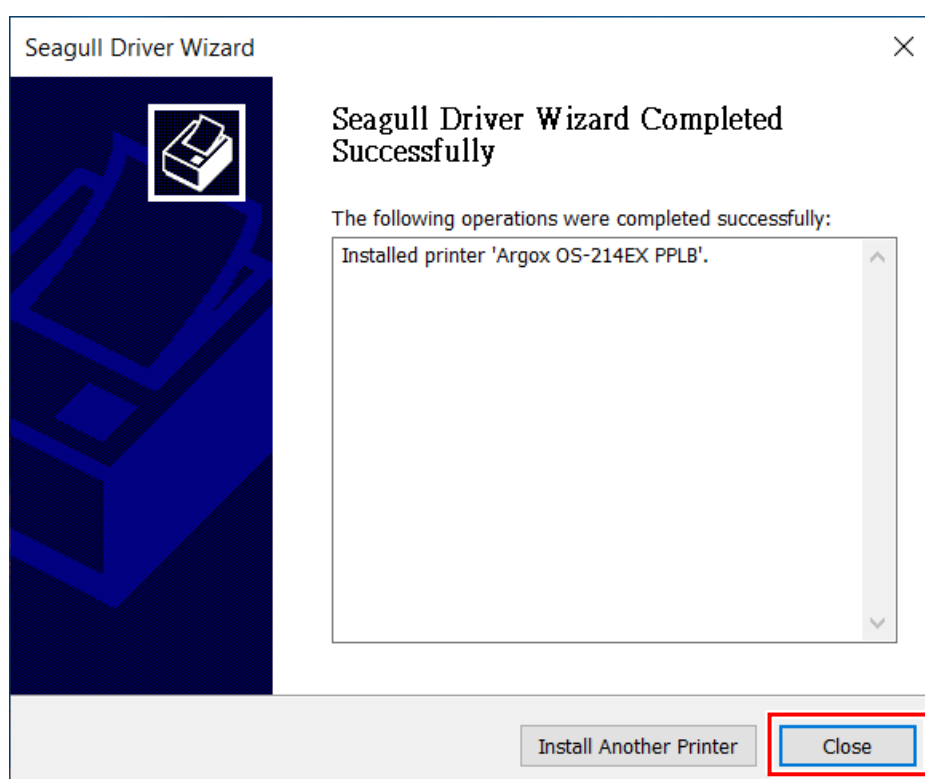 Seagull Driver Wizard
Seagull Driver Wizard Completed
Successfully
The following operations were completed successfully:
Installed printer 'Argox OS-214EX PPLB'.
Install Another Printer
Close